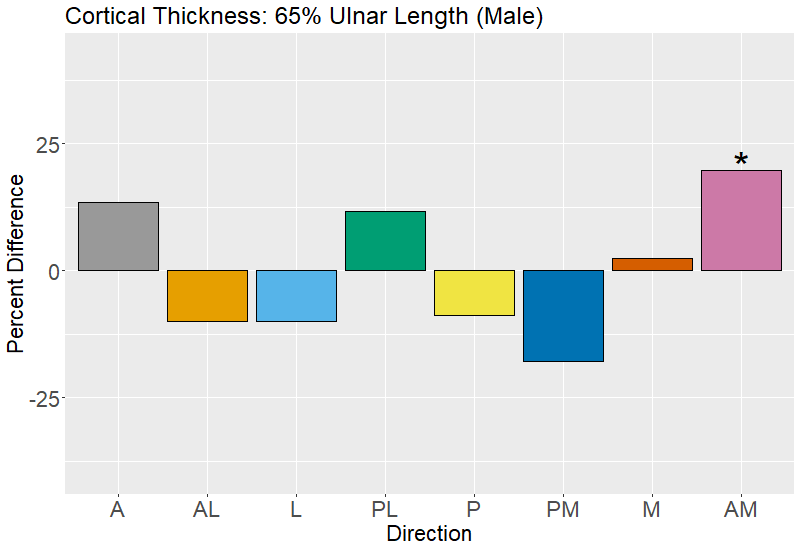 Cortical Thickness: 65% Ulnar Length (Male)
Percent Difference
25
0
-25
*
A AL L PL P PM M AM
Direction